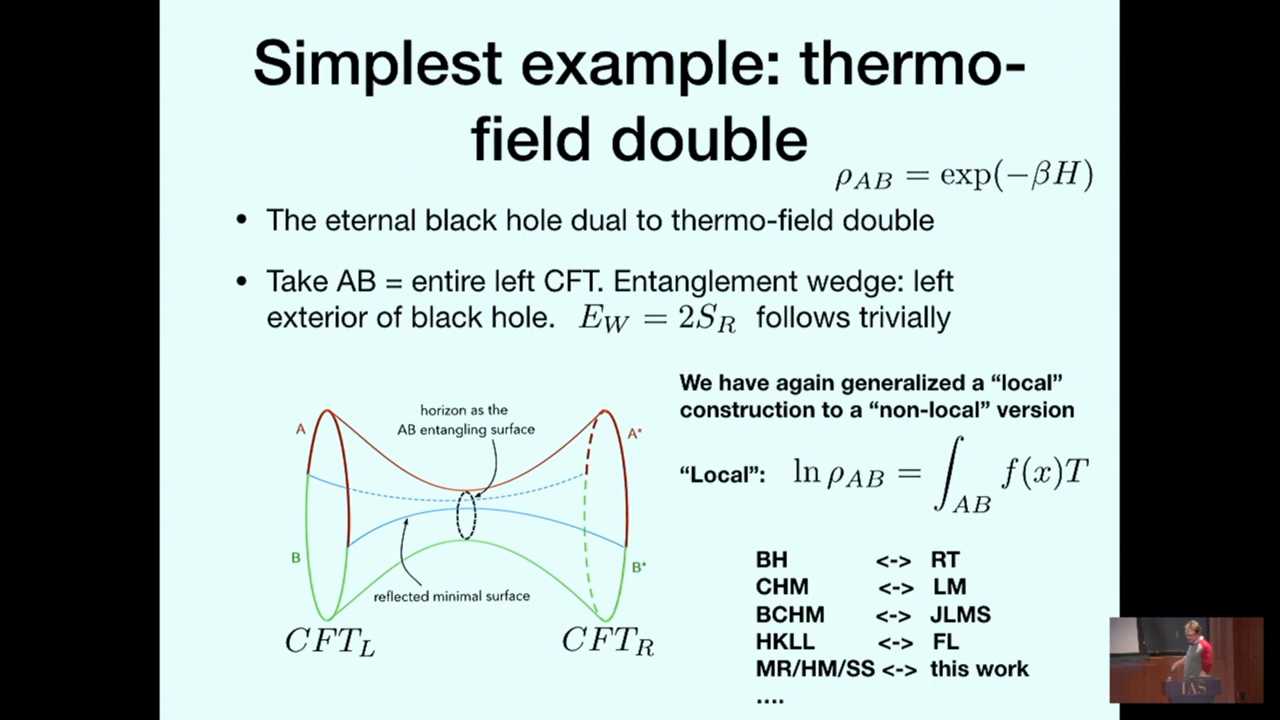 Simplest example: thermo-
field double
ρ_AB = exp(−βH)
• The eternal black hole dual to thermo-field double
• Take AB = entire left CFT. Entanglement wedge: left
exterior of black hole. E_W = 2S_R follows trivially
We have again generalized a “local”
construction to a “non-local” version
“Local”: ln ρ_AB = ∫_AB f(x)T
horizon as the
AB entangling surface
A
A*
B
B*
reflected minimal surface
CFT_L
CFT_R
BH <-> RT
CHM <-> LM
BCHM <-> JLMS
HKLL <-> FL
MR/HM/SS <-> this work
....
IAS